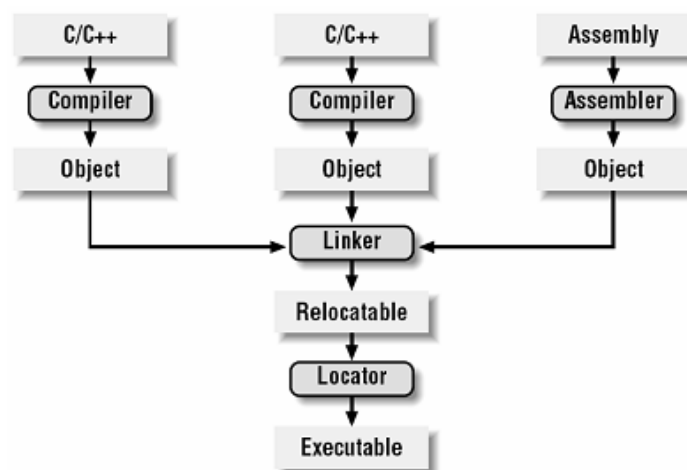 C/C++
C/C++
Assembly
Compiler
Compiler
Assembler
Object
Object
Object
Linker
Relocatable
Locator
Executable